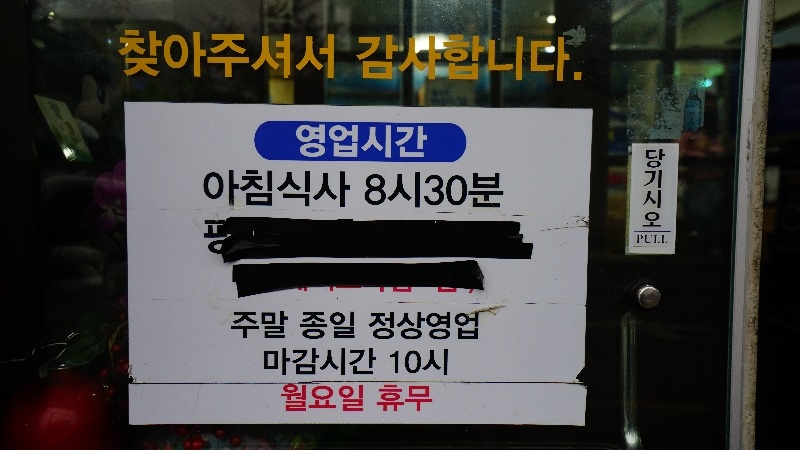 찾아주셔서 감사합니다.
영업시간
아침식사 8시30분
주말 종일 정상영업
마감시간 10시
월요일 휴무
당기시오
PULL